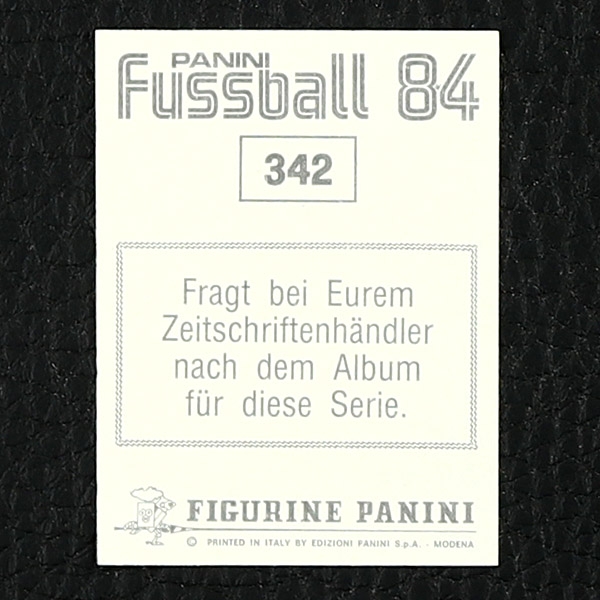 PANINI
Fussball 84
342
Fragt bei Eurem
Zeitschriftenhändler
nach dem Album
für diese Serie.
FIGURINE PANINI
© PRINTED IN ITALY BY EDIZIONI PANINI S.p.A. - MODENA